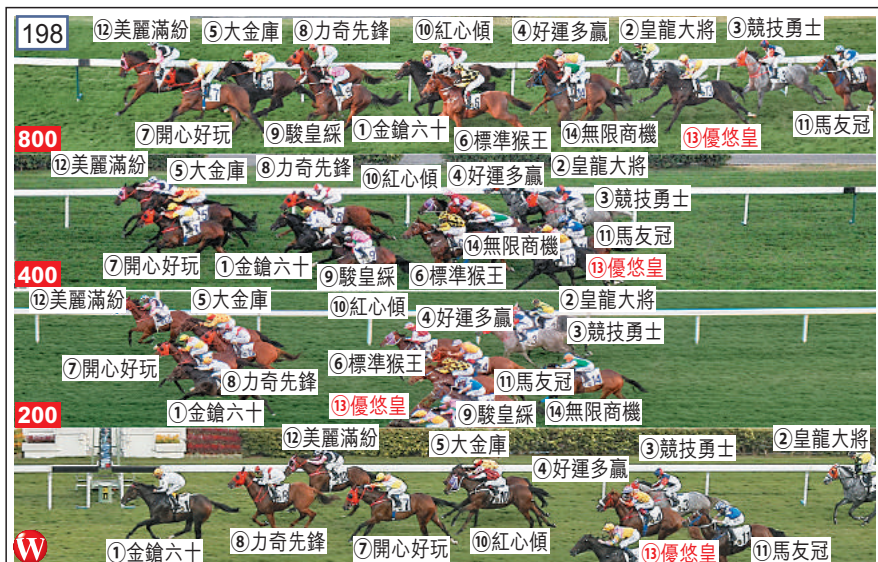 198
⑫美麗滿紛 ⑤大金庫 ⑧力奇先鋒 ⑩紅心傾 ④好運多贏 ②皇龍大將 ③競技勇士
800 ⑦開心好玩 ⑨駿皇綵 ①金鎗六十 ⑥標準猴王 ⑭無限商機 ⑬優悠皇 ⑪馬友冠
⑫美麗滿紛 ⑤大金庫 ⑧力奇先鋒 ⑩紅心傾 ④好運多贏 ②皇龍大將
③競技勇士
⑭無限商機 ⑪馬友冠
400 ⑦開心好玩 ①金鎗六十 ⑨駿皇綵 ⑥標準猴王 ⑬優悠皇
⑫美麗滿紛 ⑤大金庫 ⑩紅心傾 ④好運多贏 ②皇龍大將
③競技勇士
⑦開心好玩 ⑧力奇先鋒 ⑥標準猴王 ⑪馬友冠
200 ①金鎗六十 ⑬優悠皇 ⑨駿皇綵 ⑭無限商機
⑫美麗滿紛 ⑤大金庫 ④好運多贏 ③競技勇士 ②皇龍大將
W ①金鎗六十 ⑧力奇先鋒 ⑦開心好玩 ⑩紅心傾 ⑬優悠皇 ⑪馬友冠